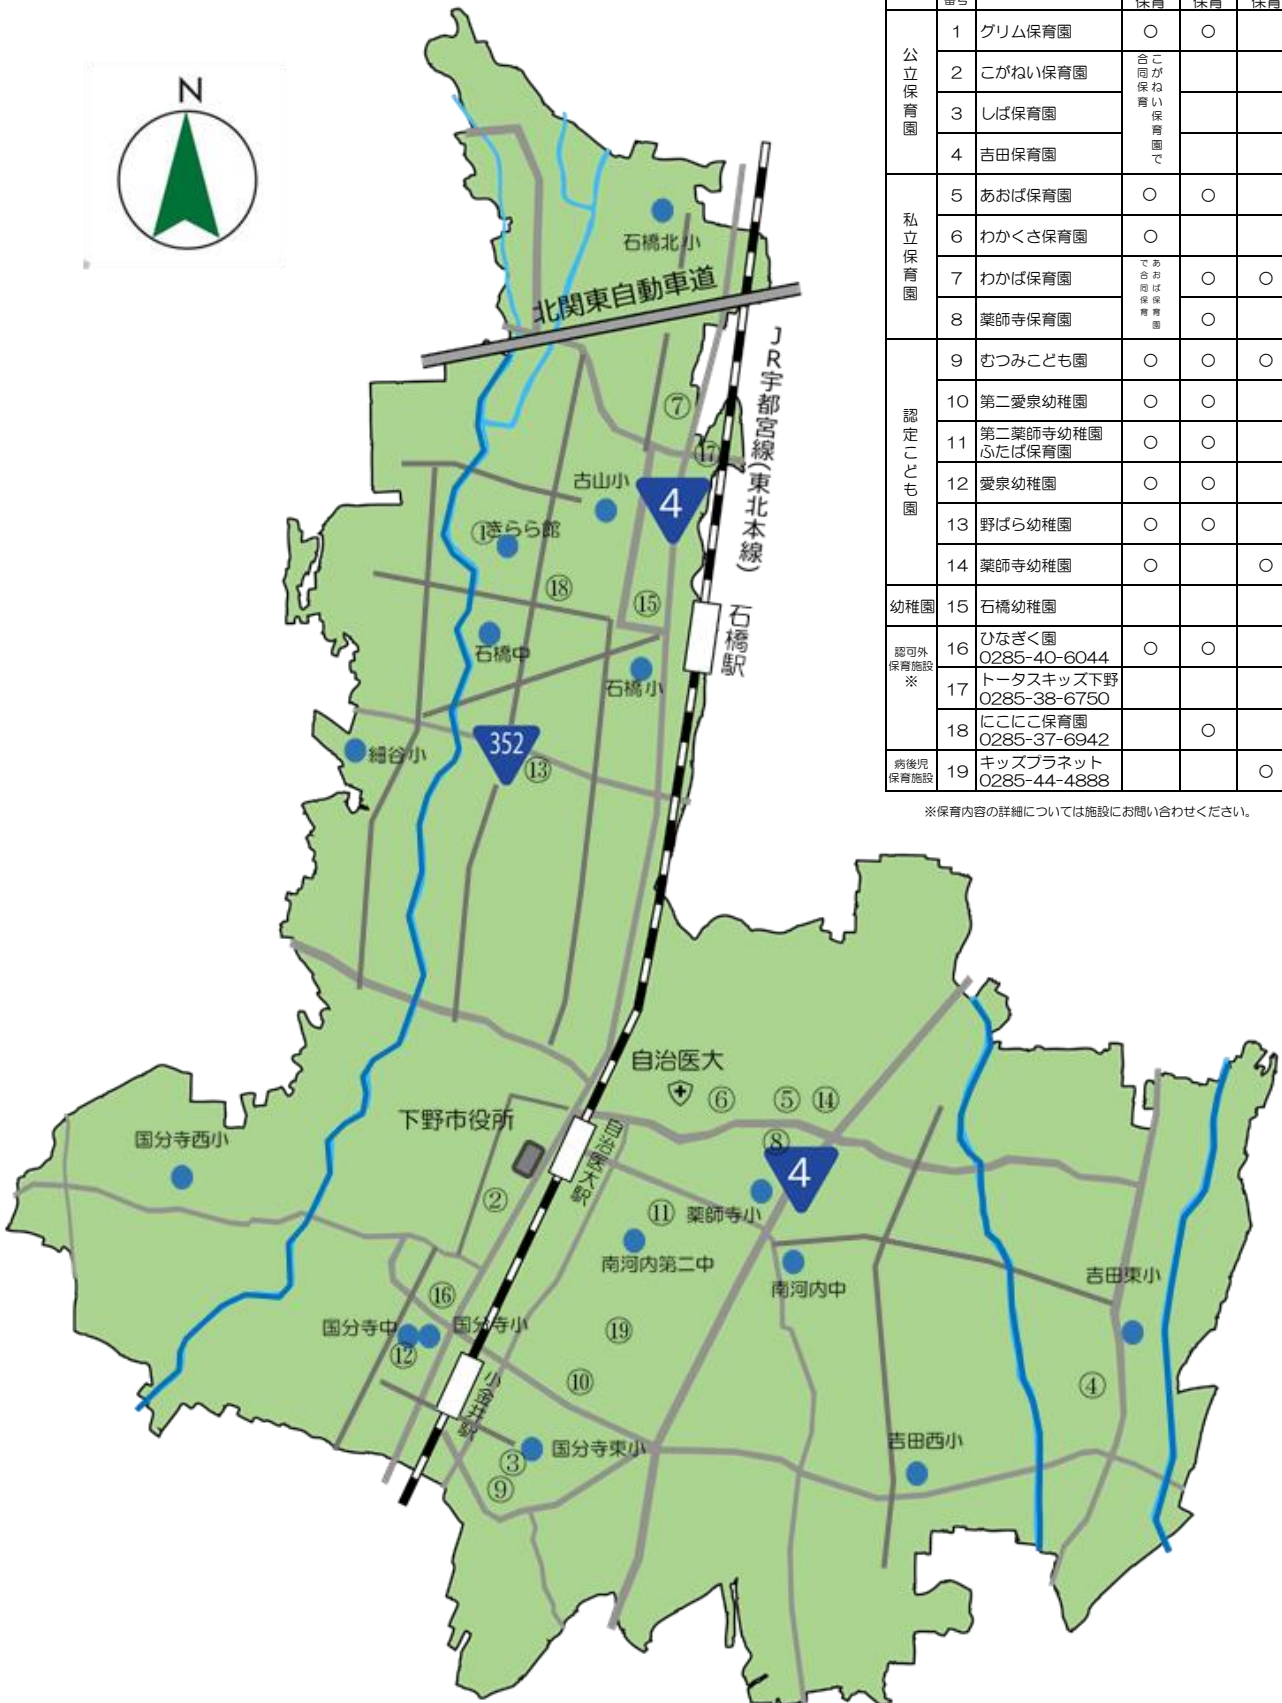 N
番号
保育 保育 保育
公立保育園
1 グリム保育園 ○ ○
2 こがねい保育園
3 しば保育園
4 吉田保育園
こがねい保育園で
合同保育
私立保育園
5 あおば保育園 ○ ○
6 わかくさ保育園 ○
7 わかば保育園 ○ ○
8 薬師寺保育園 ○
あおば保育園
で合同保育
認定こども園
9 むつみこども園 ○ ○ ○
10 第二愛泉幼稚園 ○ ○
11 第二薬師寺幼稚園
ふたば保育園 ○ ○
12 愛泉幼稚園 ○ ○
13 野ばら幼稚園 ○ ○
14 薬師寺幼稚園 ○ ○
幼稚園 15 石橋幼稚園
認可外
保育施設
※
16 ひなぎく園
0285-40-6044 ○ ○
17 トータスキッズ下野
0285-38-6750
18 にこにこ保育園
0285-37-6942 ○
病後児
保育施設
19 キッズプラネット
0285-44-4888 ○
※保育内容の詳細については施設にお問い合わせください。
石橋北小
北関東自動車道
JR宇都宮線(東北本線)
⑦
⑰
古山小
4
①
きらら館
⑱
⑮
石橋駅
石橋中
石橋小
352
細谷小
⑬
自治医大
⑥
⑤
⑭
下野市役所
自治医大駅
国分寺西小
⑧
4
②
⑪
薬師寺小
南河内第二中
南河内中
吉田東小
⑯
国分寺中
国分寺小
⑲
⑫
⑩
④
小金井駅
国分寺東小
吉田西小
③
⑨